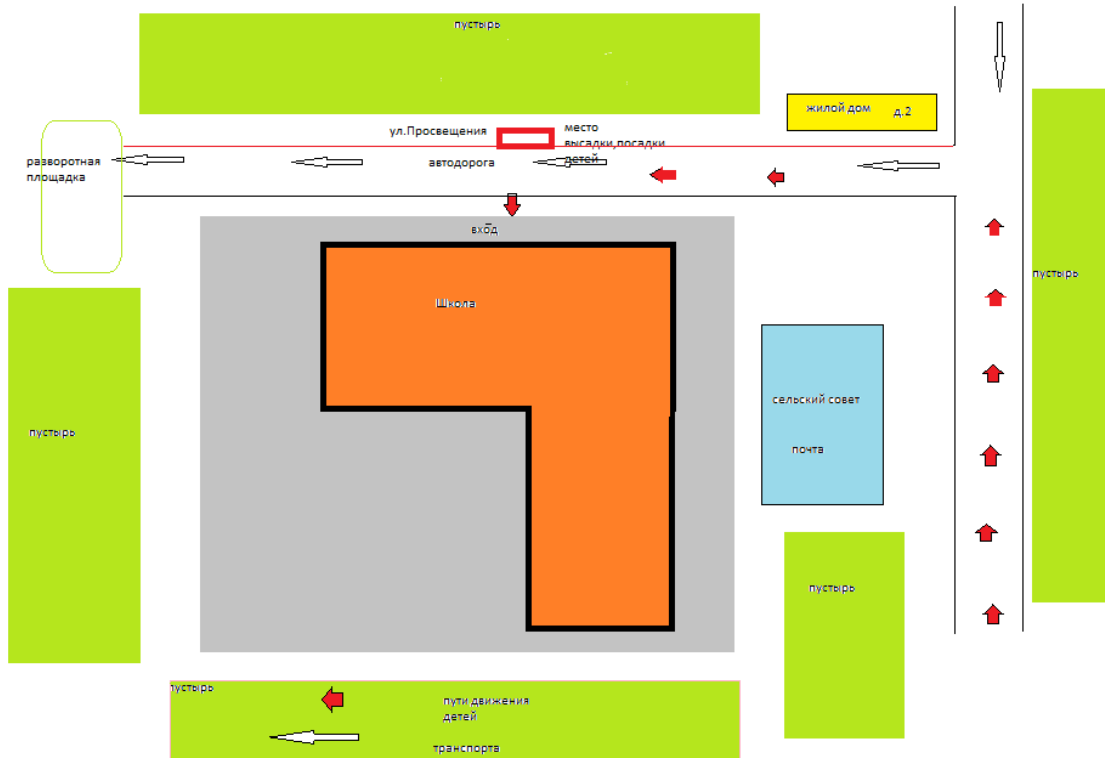 пустырь
жилой дом д.2
ул.Просвещения
место
высадки,посадки
детей
автодорога
разворотная
площадка
вход
пустырь
Школа
сельский совет
почта
пустырь
пустырь
пустырь
пути движения
детей
транспорта